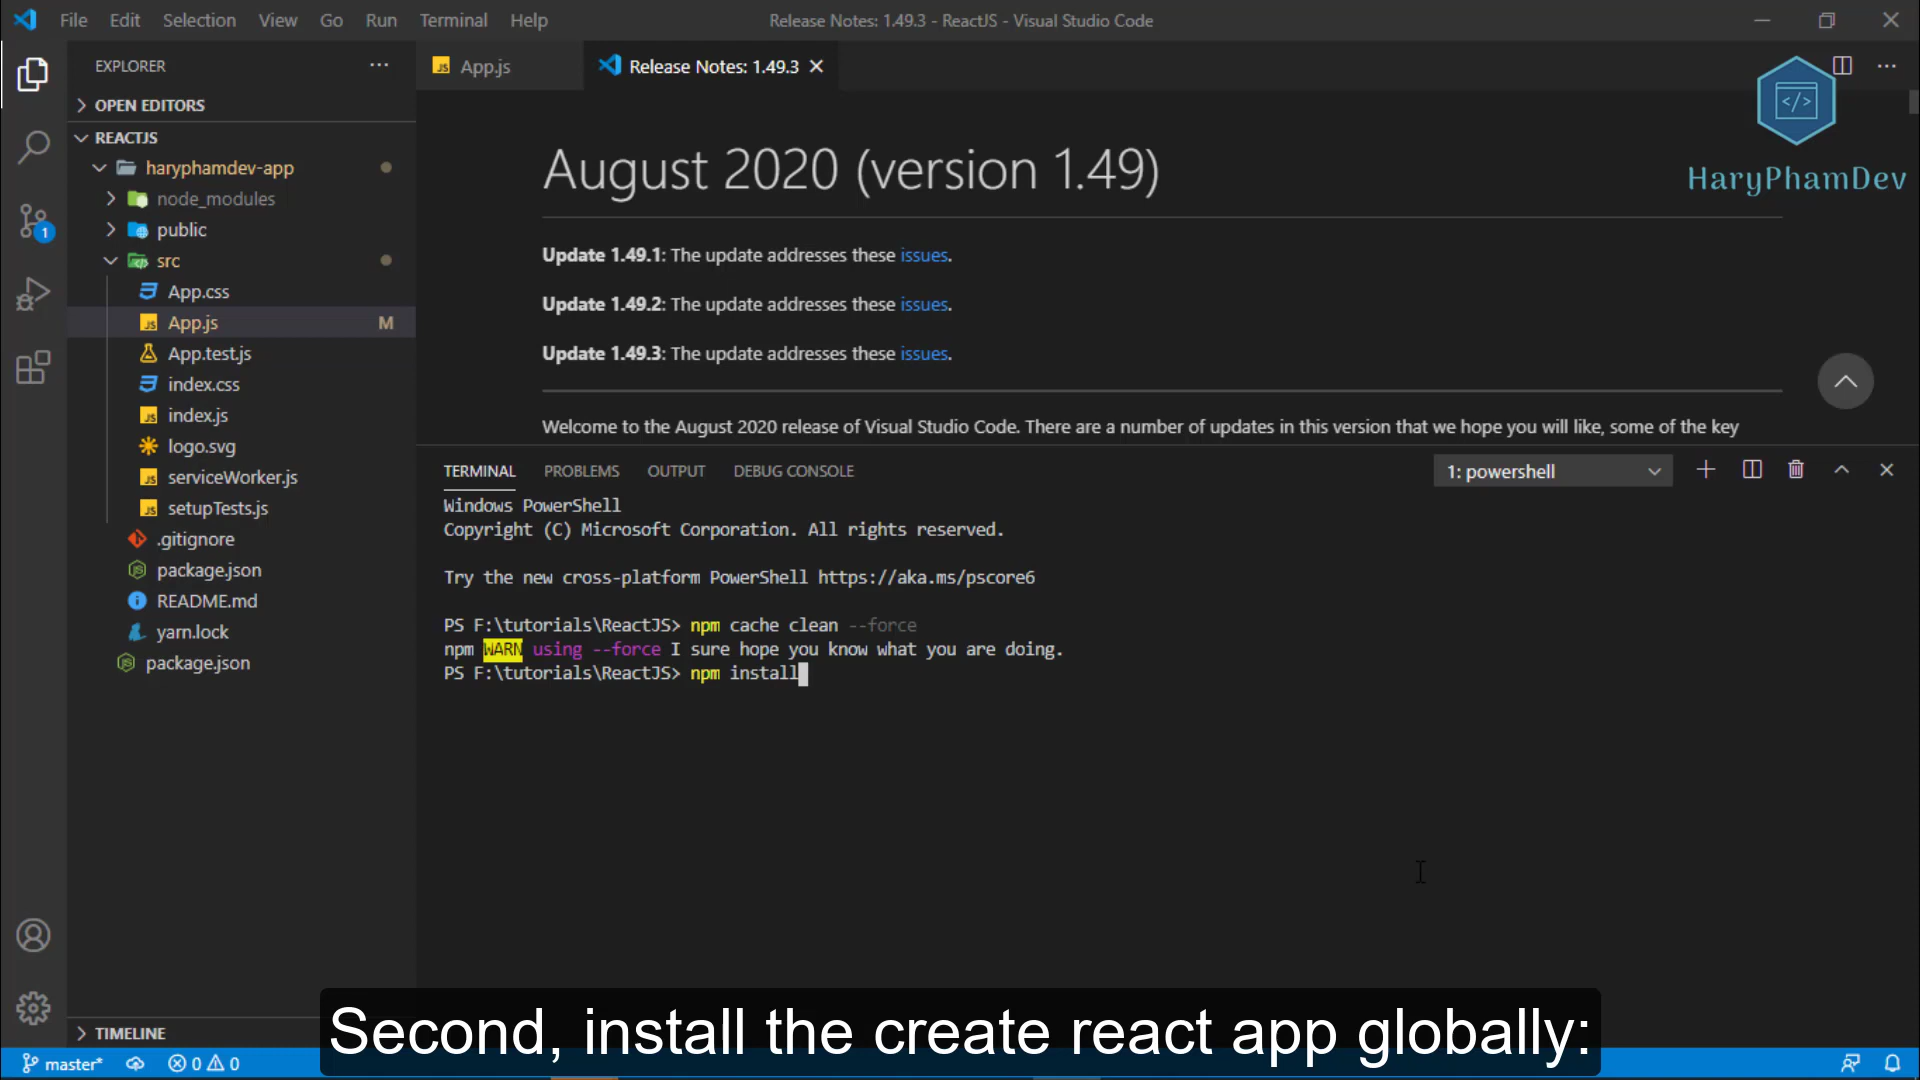 File Edit Selection View Go Run Terminal Help
Release Notes: 1.49.3 - ReactJS - Visual Studio Code
EXPLORER
OPEN EDITORS
REACTJS
haryphamdev-app
node_modules
public
src
App.css
App.js M
App.test.js
index.css
index.js
logo.svg
serviceWorker.js
setupTests.js
.gitignore
package.json
README.md
yarn.lock
package.json
TIMELINE
1
App.js
Release Notes: 1.49.3
HaryPhamDev
August 2020 (version 1.49)
Update 1.49.1: The update addresses these issues.
Update 1.49.2: The update addresses these issues.
Update 1.49.3: The update addresses these issues.
Welcome to the August 2020 release of Visual Studio Code. There are a number of updates in this version that we hope you will like, some of the key
TERMINAL PROBLEMS OUTPUT DEBUG CONSOLE
1: powershell
Windows PowerShell
Copyright (C) Microsoft Corporation. All rights reserved.
Try the new cross-platform PowerShell https://aka.ms/pscore6
PS F:\tutorials\ReactJS> npm cache clean --force
npm WARN using --force I sure hope you know what you are doing.
PS F:\tutorials\ReactJS> npm install
Second, install the create react app globally:
master* 0 0